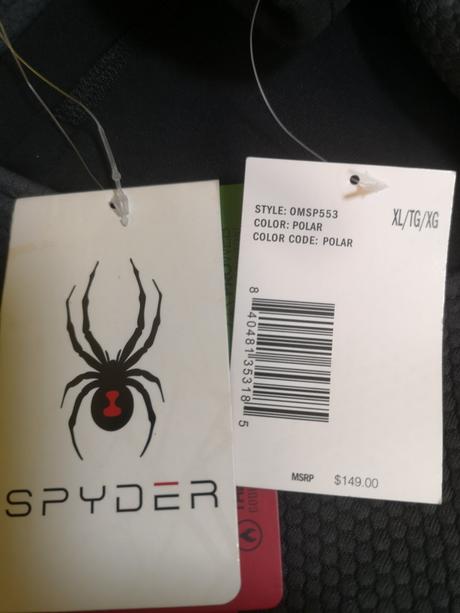 SPYDER
STYLE: OMSP553
COLOR: POLAR
COLOR CODE: POLAR
XL/TG/XG
8 40481 35318 5
MSRP $149.00